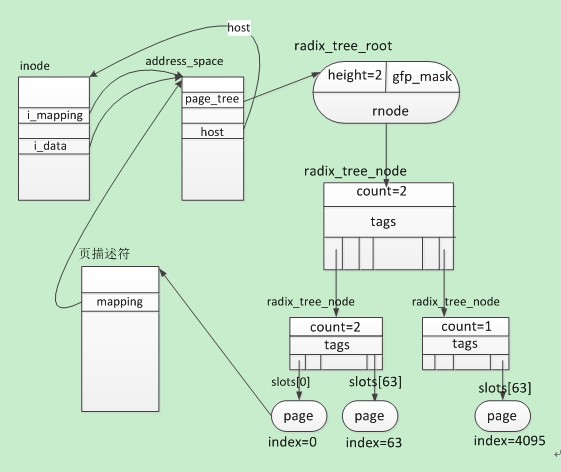 host
radix_tree_root
inode
address_space
height=2
gfp_mask
i_mapping
page_tree
rnode
i_data
host
radix_tree_node
count=2
tags
页描述符
mapping
radix_tree_node
radix_tree_node
count=2
count=1
tags
tags
slots[0]
slots[63]
slots[63]
page
page
page
index=0
index=63
index=4095